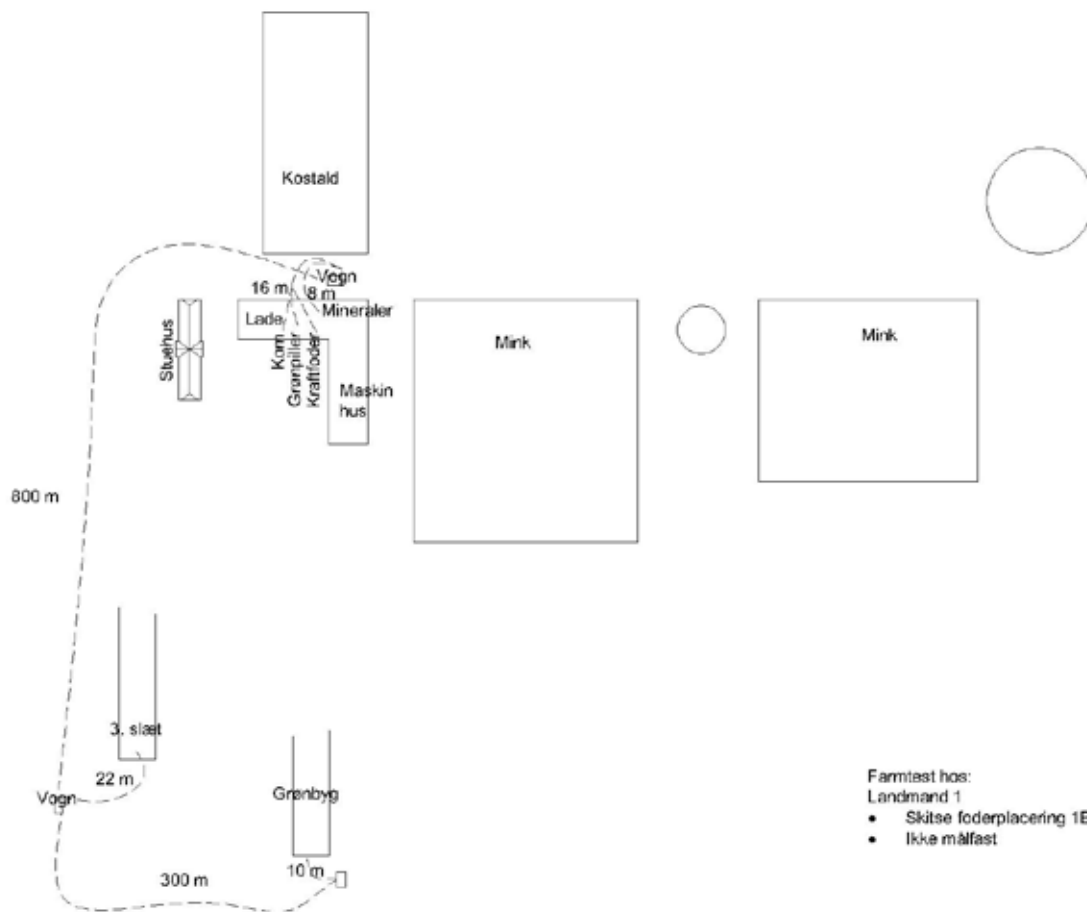 Kostald
Vogn
16 m
8 m
Mineraler
Lade
Korn
Grønpiller
Kraftfoder
Stuehus
Maskin
hus
Mink
Mink
800 m
3. slæt
22 m
Vogn
Grønbyg
10 m
300 m
Farmtest hos:
Landmand 1
• Skitse foderplacering 1E
• Ikke målfast